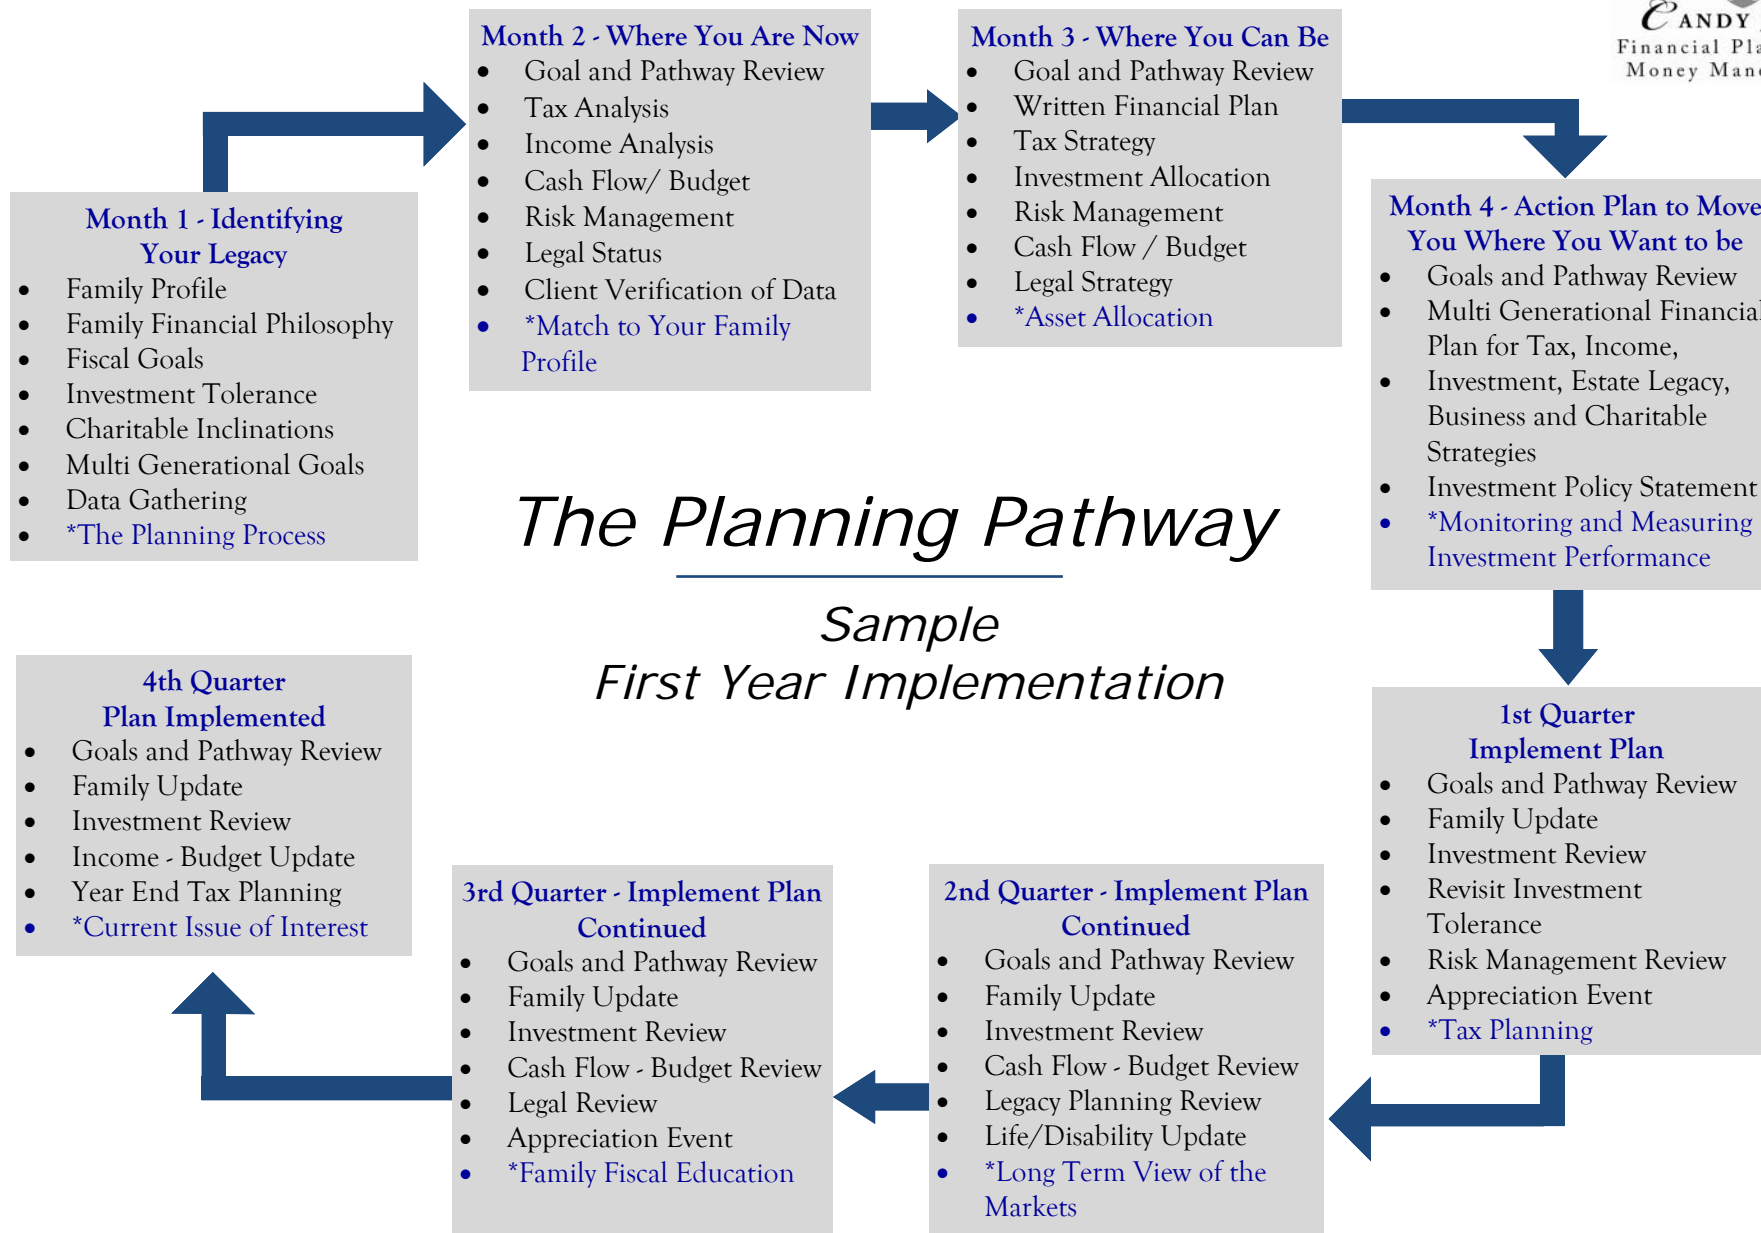 CANDY
Financial
Money
Month 1 - Identifying
Your Legacy
• Family Profile
• Family Financial Philosophy
• Fiscal Goals
• Investment Tolerance
• Charitable Inclinations
• Multi Generational Goals
• Data Gathering
• *The Planning Process
Month 2 - Where You Are Now
• Goal and Pathway Review
• Tax Analysis
• Income Analysis
• Cash Flow/ Budget
• Risk Management
• Legal Status
• Client Verification of Data
• *Match to Your Family
Profile
Month 3 - Where You Can Be
• Goal and Pathway Review
• Written Financial Plan
• Tax Strategy
• Investment Allocation
• Risk Management
• Cash Flow / Budget
• Legal Strategy
• *Asset Allocation
Month 4 - Action Plan to Move
You Where You Want to be
• Goals and Pathway Review
• Multi Generational Financial
Plan for Tax, Income,
• Investment, Estate Legacy,
Business and Charitable
Strategies
• Investment Policy Statement
• *Monitoring and Measuring
Investment Performance
The Planning Pathway
Sample
First Year Implementation
1st Quarter
Implement Plan
• Goals and Pathway Review
• Family Update
• Investment Review
• Revisit Investment
Tolerance
• Risk Management Review
• Appreciation Event
• *Tax Planning
2nd Quarter - Implement Plan
Continued
• Goals and Pathway Review
• Family Update
• Investment Review
• Cash Flow - Budget Review
• Legacy Planning Review
• Life/Disability Update
• *Long Term View of the
Markets
3rd Quarter - Implement Plan
Continued
• Goals and Pathway Review
• Family Update
• Investment Review
• Cash Flow - Budget Review
• Legal Review
• Appreciation Event
• *Family Fiscal Education
4th Quarter
Plan Implemented
• Goals and Pathway Review
• Family Update
• Investment Review
• Income - Budget Update
• Year End Tax Planning
• *Current Issue of Interest